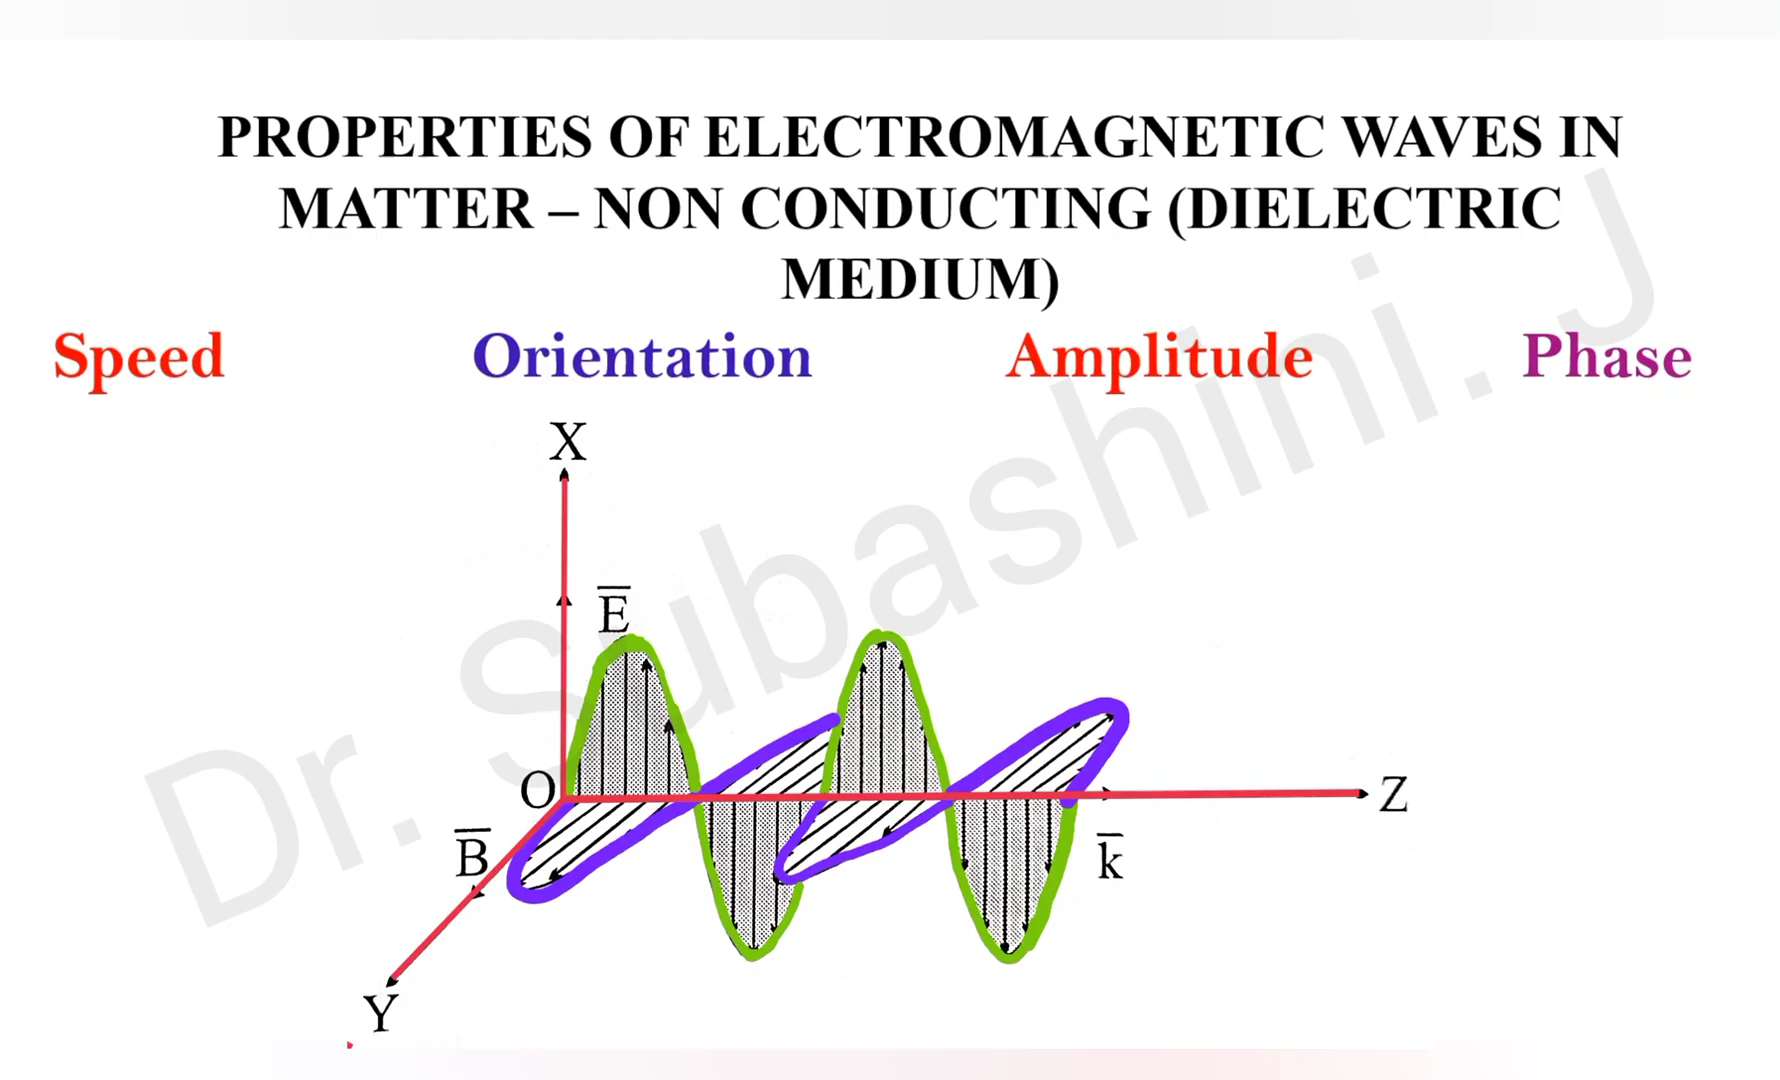 PROPERTIES OF ELECTROMAGNETIC WAVES IN
MATTER – NON CONDUCTING (DIELECTRIC
MEDIUM)
Speed Orientation Amplitude Phase
X
E̅
O
Z
B̅
k̅
Y
Dr. Subashini. J